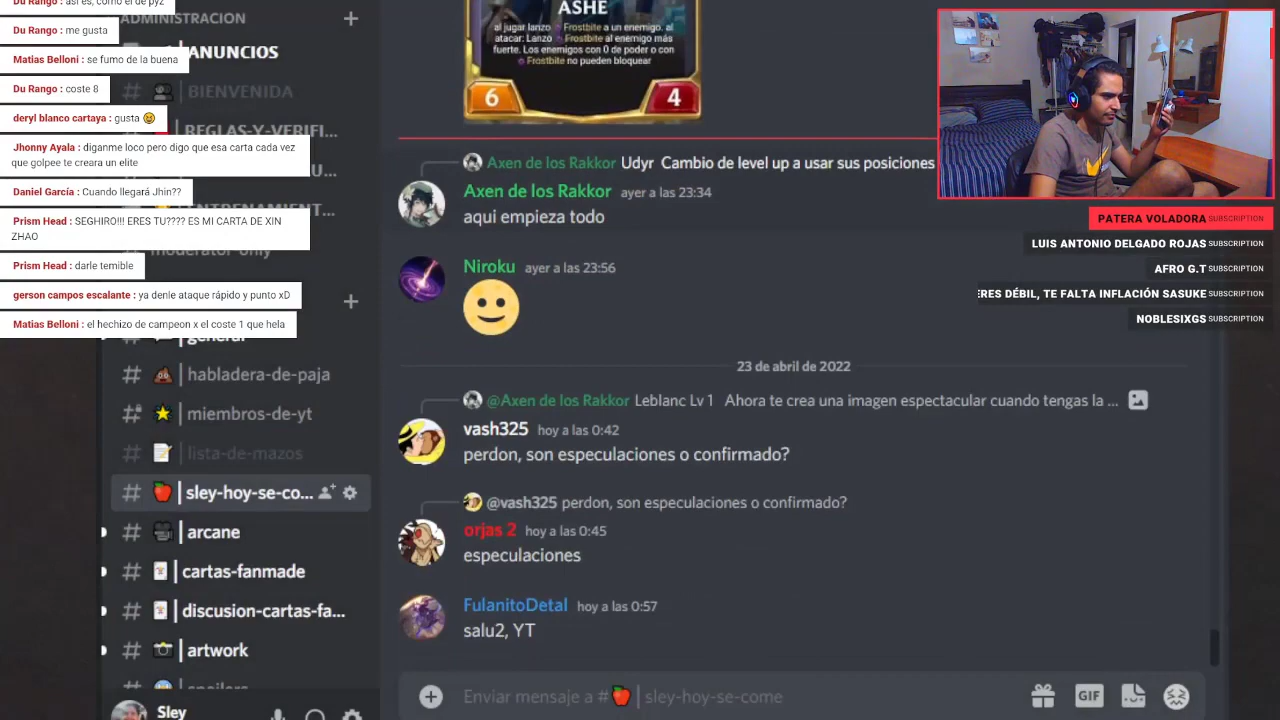 Du Rango : así es, como el de pyz
Du Rango : me gusta
Matias Belloni : se fumo de la buena
Du Rango : coste 8
deryl blanco cartaya : gusta 😆
Jhonny Ayala : diganme loco pero digo que esa carta cada vez
que golpee te creara un elite
Daniel García : Cuando llegará Jhin??
Prism Head : SEGHIRO!!! ERES TU???? ES MI CARTA DE XIN
ZHAO
Prism Head : darle temible
gerson campos escalante : ya denle ataque rápido y punto xD
Matias Belloni : el hechizo de campeon x el coste 1 que hela
ADMINISTRACION
ANUNCIOS
BIENVENIDA
REGLAS-Y-VERIFI...
U...
ENTRENAMIENT...
moderator-only
general
habladera-de-paja
miembros-de-yt
lista-de-mazos
sley-hoy-se-co...
arcane
cartas-fanmade
discusion-cartas-fa...
artwork
spoilers
Sley
ASHE
al jugar lanzo Frostbite a un enemigo. al
atacar: Lanzo Frostbite al enemigo más
fuerte. Los enemigos con 0 de poder o con
Frostbite no pueden bloquear
6
4
Axen de los Rakkor Udyr Cambio de level up a usar sus posiciones
Axen de los Rakkor ayer a las 23:34
aqui empieza todo
Niroku ayer a las 23:56
23 de abril de 2022
@Axen de los Rakkor Leblanc Lv 1 Ahora te crea una imagen espectacular cuando tengas la ...
vash325 hoy a las 0:42
perdon, son especulaciones o confirmado?
@vash325 perdon, son especulaciones o confirmado?
orjas 2 hoy a las 0:45
especulaciones
FulanitoDetal hoy a las 0:57
salu2, YT
Enviar mensaje a #🍎 | sley-hoy-se-come
GIF
PATERA VOLADORA SUBSCRIPTION
LUIS ANTONIO DELGADO ROJAS SUBSCRIPTION
AFRO G.T SUBSCRIPTION
ERES DÉBIL, TE FALTA INFLACIÓN SASUKE SUBSCRIPTION
NOBLESIXGS SUBSCRIPTION